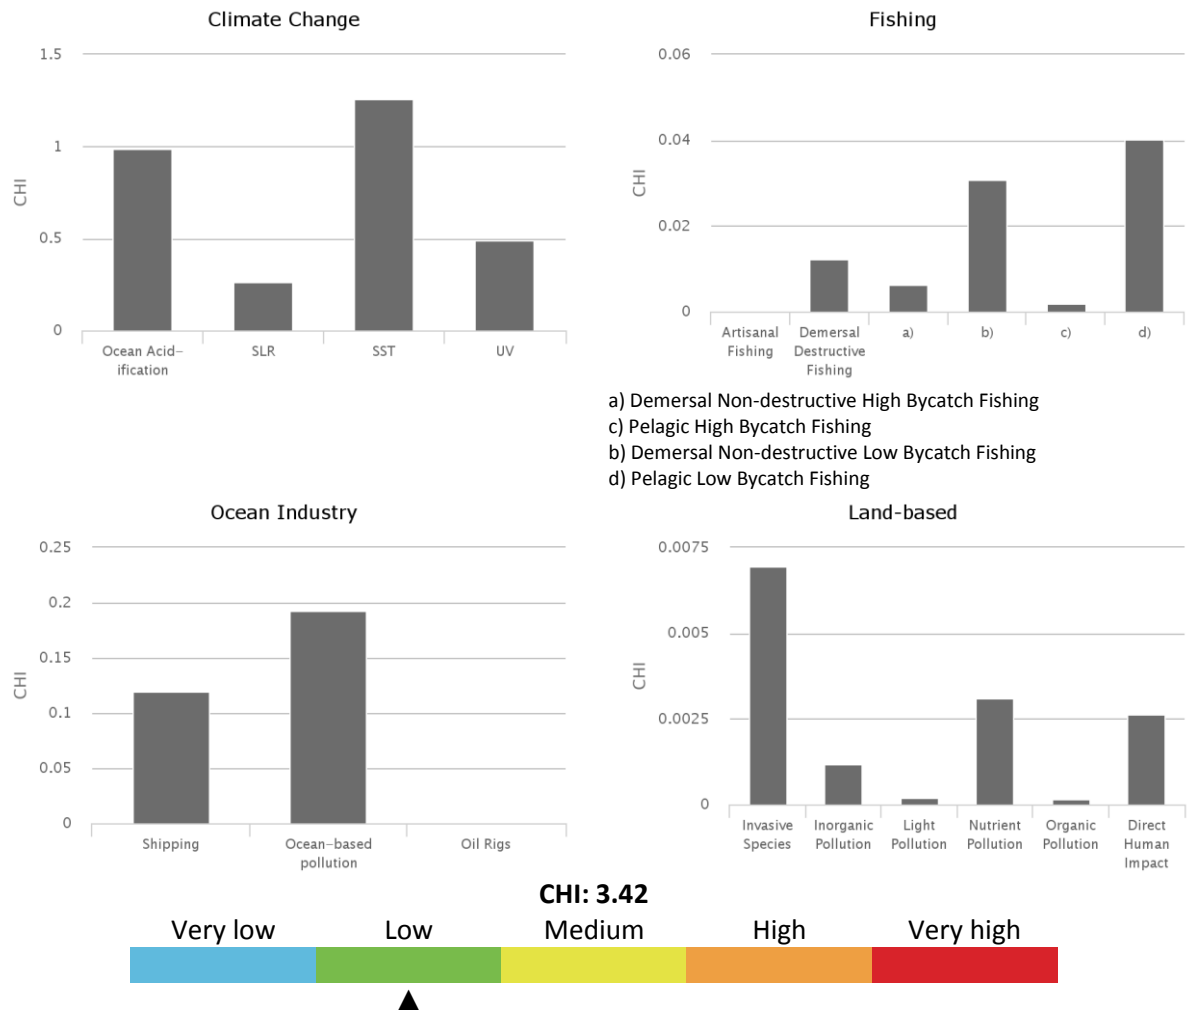 Climate Change
1.5
1
0.5
0
CHI
Ocean Acid–
ification
SLR
SST
UV
Fishing
0.06
0.04
0.02
0
CHI
Artisanal
Fishing
Demersal
Destructive
Fishing
a)
b)
c)
d)
a) Demersal Non-destructive High Bycatch Fishing
c) Pelagic High Bycatch Fishing
b) Demersal Non-destructive Low Bycatch Fishing
d) Pelagic Low Bycatch Fishing
Ocean Industry
0.25
0.2
0.15
0.1
0.05
0
CHI
Shipping
Ocean–based
pollution
Oil Rigs
Land-based
0.0075
0.005
0.0025
0
CHI
Invasive
Species
Inorganic
Pollution
Light
Pollution
Nutrient
Pollution
Organic
Pollution
Direct
Human
Impact
CHI: 3.42
Very low
Low
Medium
High
Very high